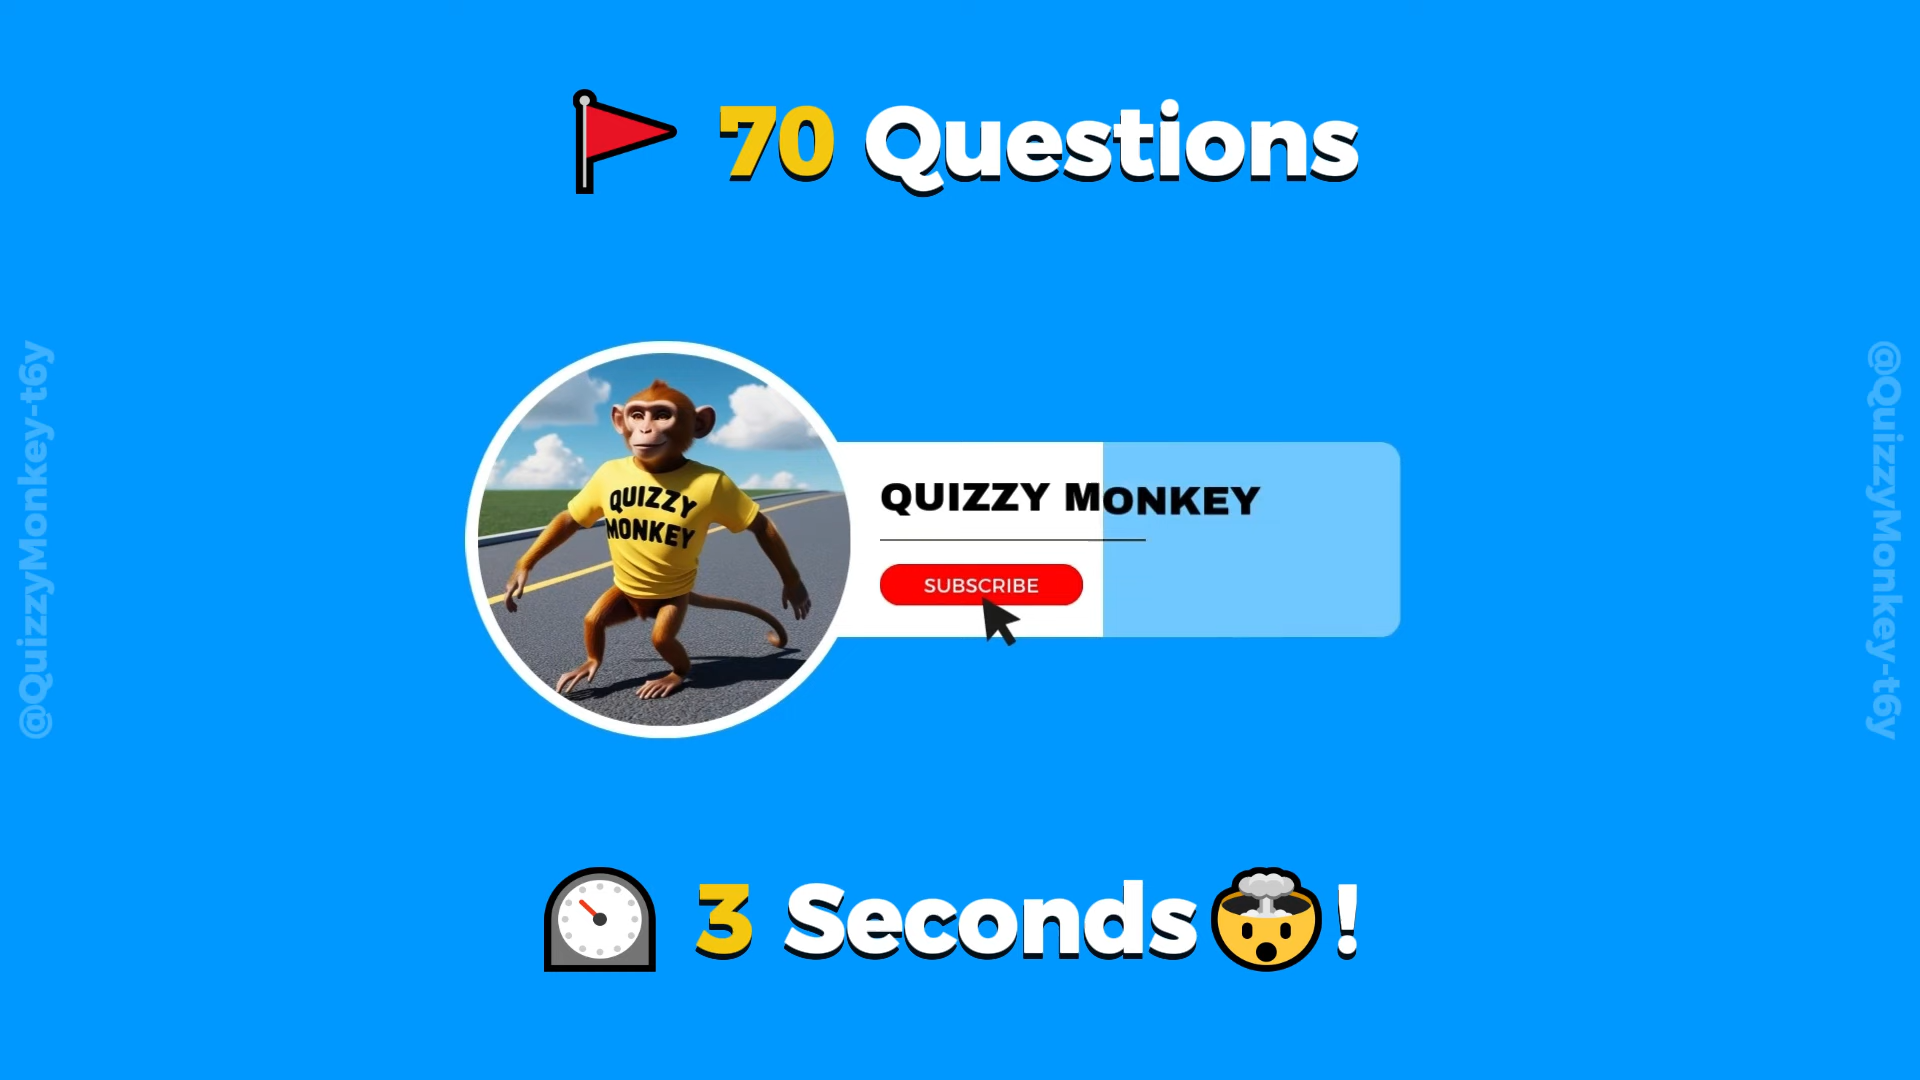 70 Questions
@QuizzyMonkey-t6y
@QuizzyMonkey-t6y
QUIZZY
MONKEY
QUIZZY MONKEY
SUBSCRIBE
3 Seconds!